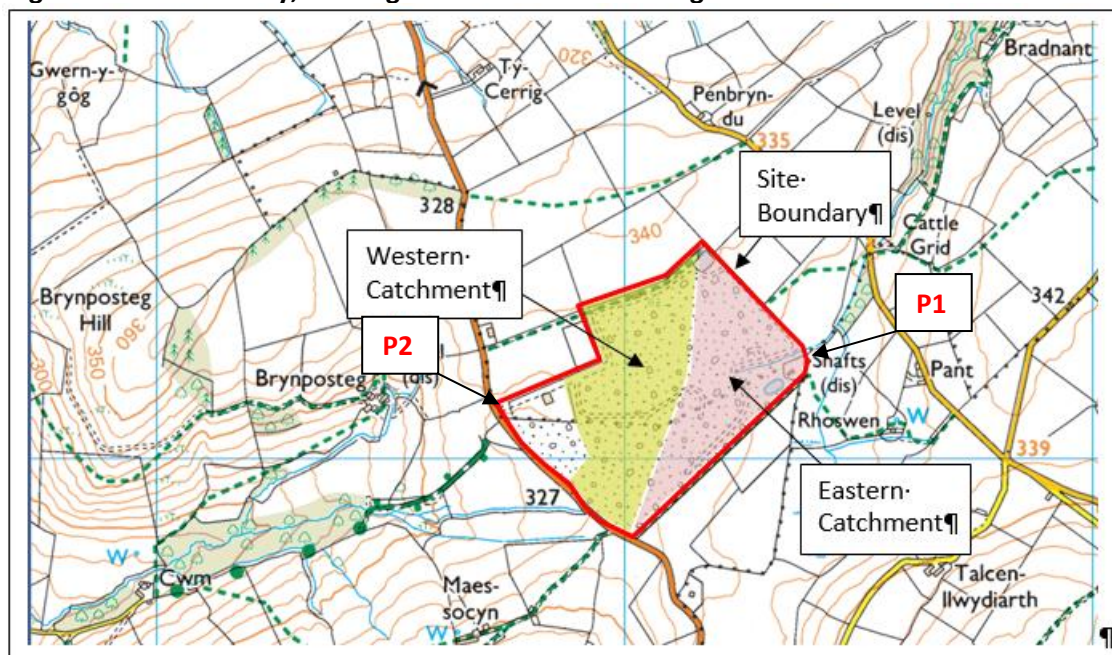 Gwern-y-
gôg
Tŷ-
Cerrig
320
Penbryn-
du
Bradnant
Level
(dis)
335
Site
Boundary¶
328
340
Cattle
Grid
Western
Catchment¶
342
P1
Brynposteg
Hill
360
350
300
P2
(dis)
Brynposteg
Shafts
(dis)
Pant
Rhoswen
W
339
327
Eastern
Catchment¶
W
Cwm
Maes-
socyn
W
Talcen-
llwydiarth
¶